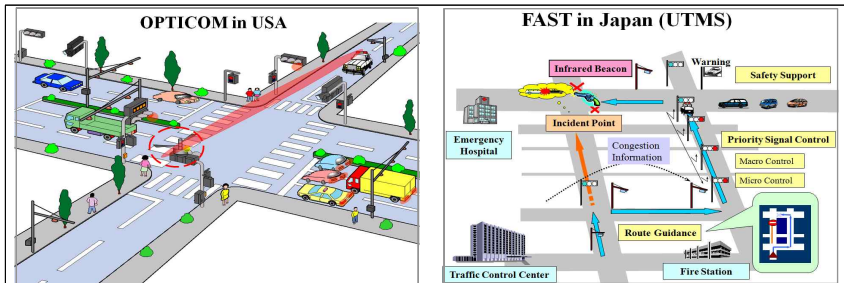 OPTICOM in USA
FAST in Japan (UTMS)
Infrared Beacon
Warning
Safety Support
Emergency
Hospital
Incident Point
Congestion
Information
Priority Signal Control
Macro Control
Micro Control
Route Guidance
Traffic Control Center
Fire Station